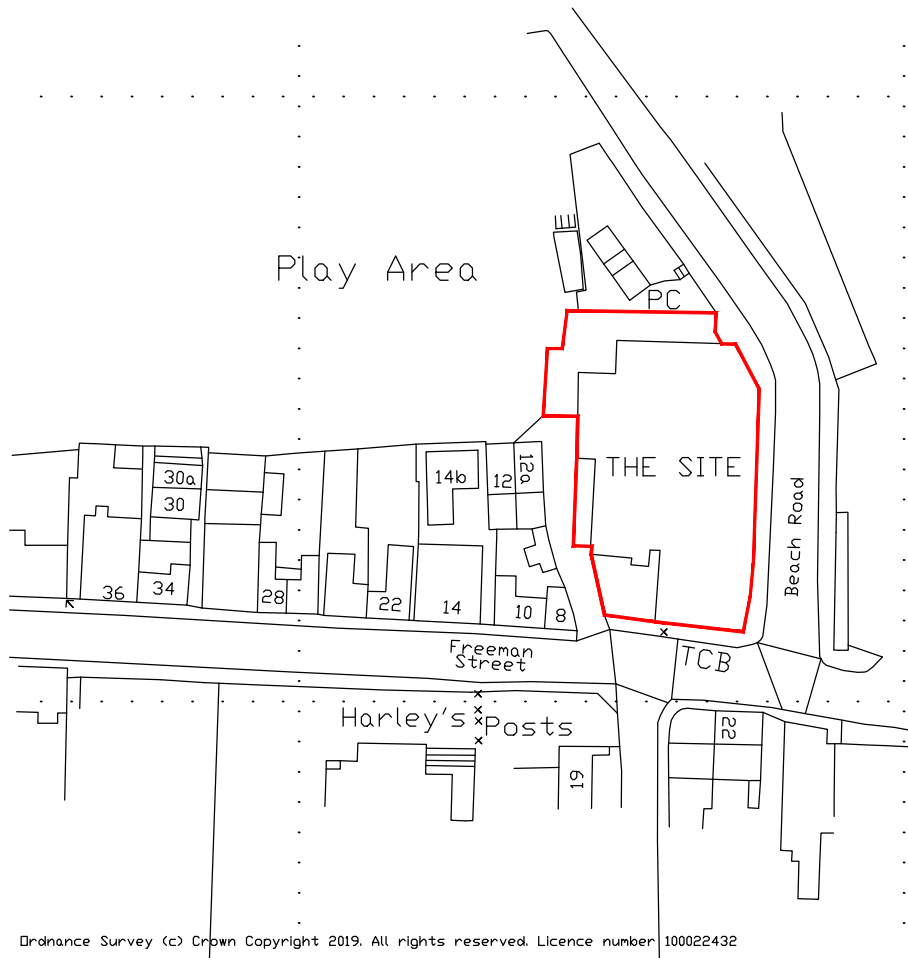 Play Area
PC
THE SITE
Beach Road
30a
30
14b
12
12a
36
34
28
22
14
10
8
Freeman
Street
TCB
Harley's Posts
22
19
Ordnance Survey (c) Crown Copyright 2019. All rights reserved. Licence number 100022432